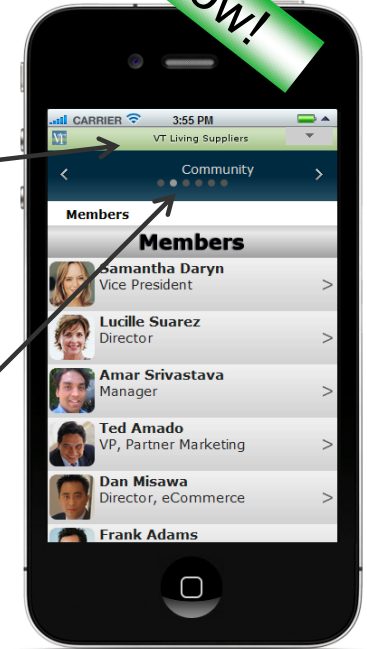 ow!
CARRIER 3:55 PM
VT VT Living Suppliers
Community
Members
Members
Samantha Daryn
Vice President
>
Lucille Suarez
Director
>
Amar Srivastava
Manager
>
Ted Amado
VP, Partner Marketing
>
Dan Misawa
Director, eCommerce
>
Frank Adams